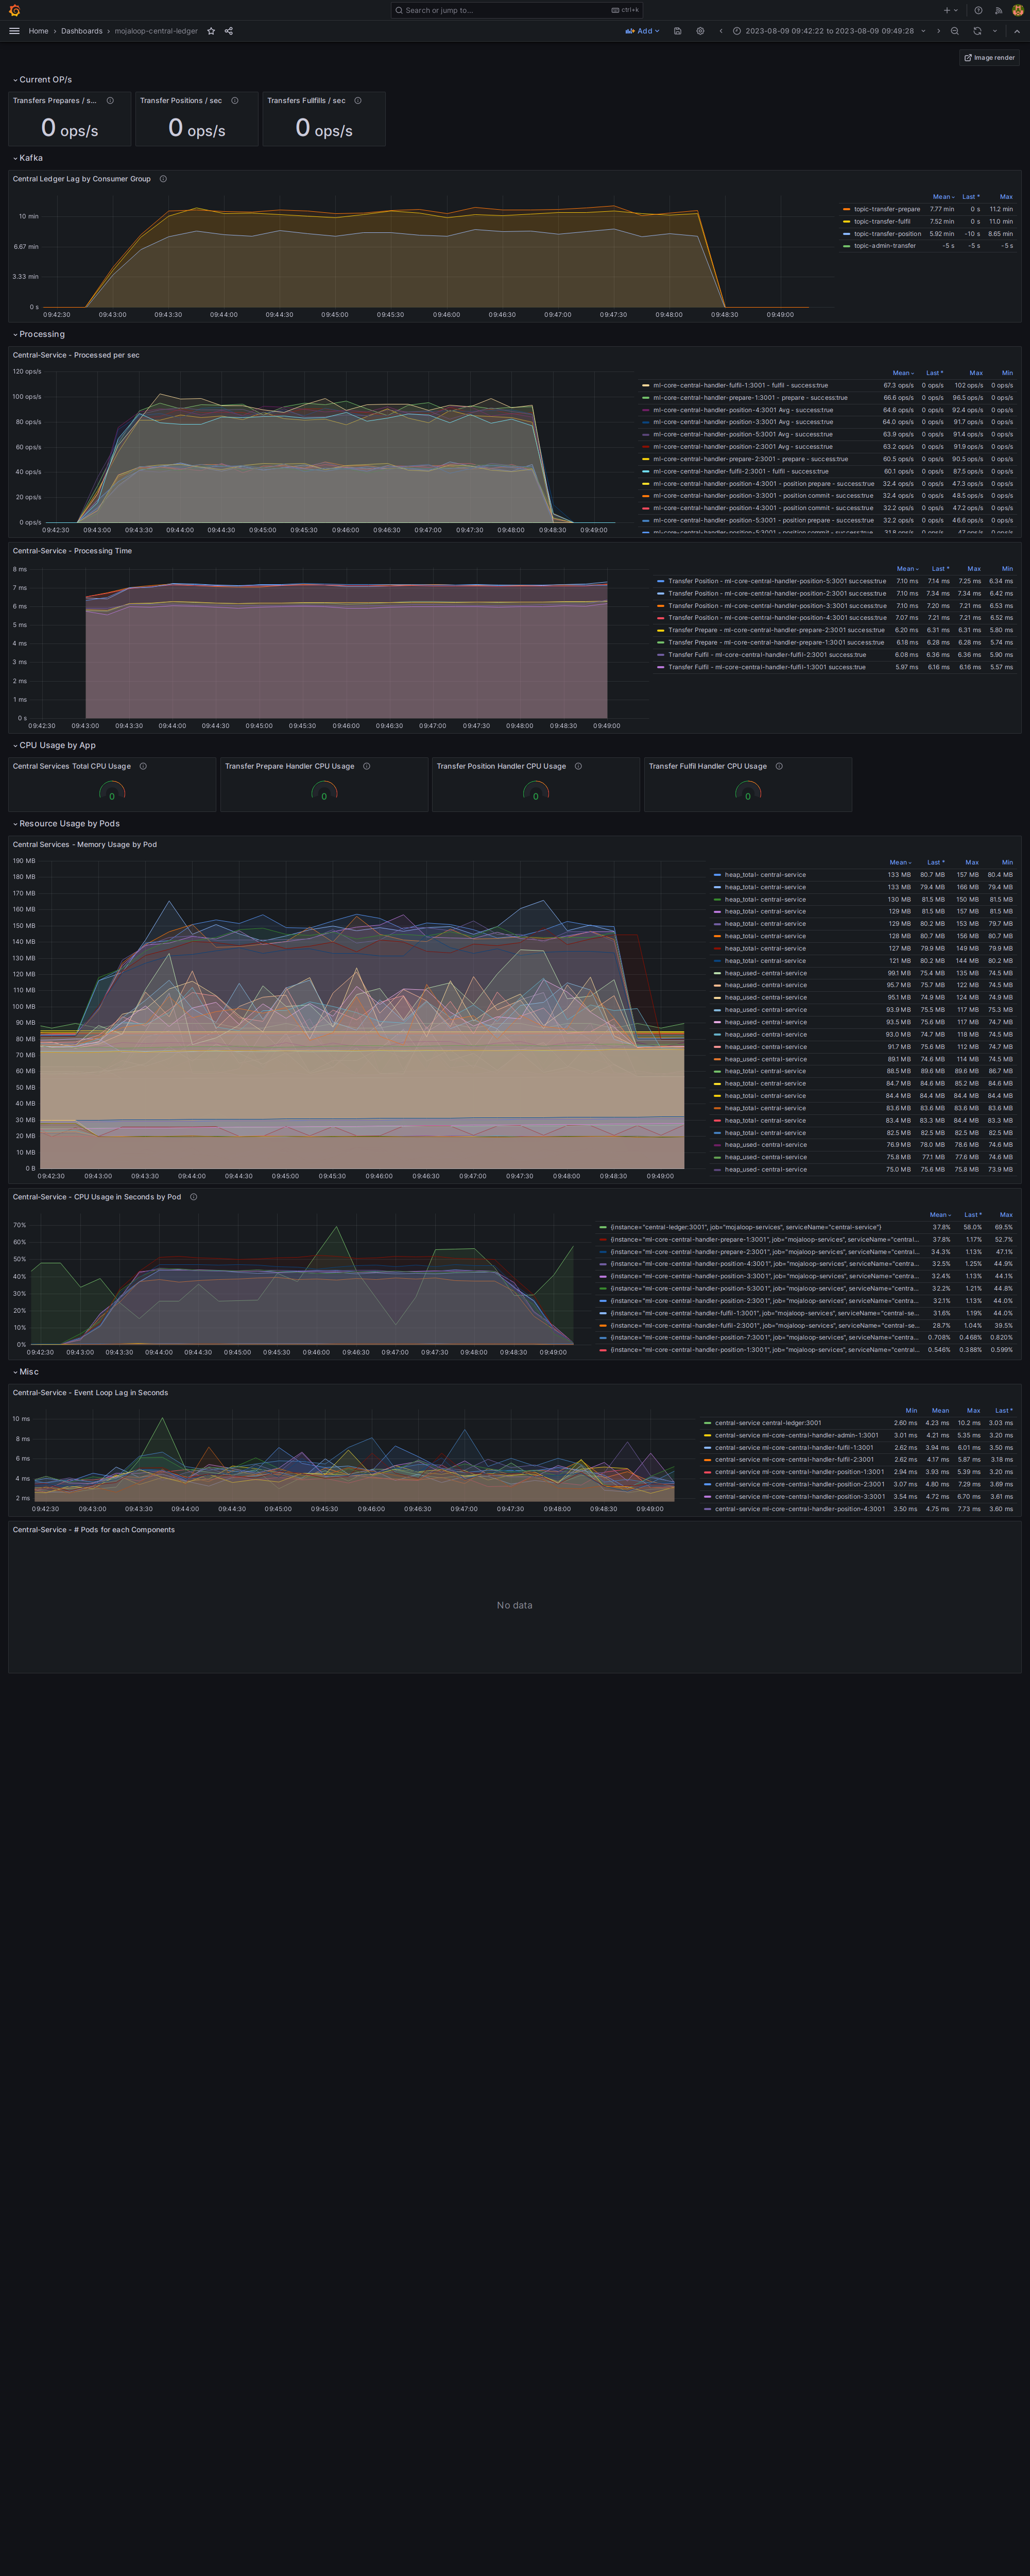 Search or jump to... ctrl+k
Home › Dashboards › mojaloop-central-ledger Add 2023-08-09 09:42:22 to 2023-08-09 09:49:28
Image render
Current OP/s
Transfers Prepares / s... Transfer Positions / sec Transfers Fullfills / sec
0 ops/s 0 ops/s 0 ops/s
Kafka
Central Ledger Lag by Consumer Group
Mean Last * Max
topic-transfer-prepare 7.77 min 0 s 11.2 min
topic-transfer-fulfil 7.52 min 0 s 11.0 min
topic-transfer-position 5.92 min -10 s 8.65 min
topic-admin-transfer -5 s -5 s -5 s
10 min
6.67 min
3.33 min
0 s
09:42:30 09:43:00 09:43:30 09:44:00 09:44:30 09:45:00 09:45:30 09:46:00 09:46:30 09:47:00 09:47:30 09:48:00 09:48:30 09:49:00
Processing
Central-Service - Processed per sec
120 ops/s
100 ops/s
80 ops/s
60 ops/s
40 ops/s
20 ops/s
0 ops/s
09:42:30 09:43:00 09:43:30 09:44:00 09:44:30 09:45:00 09:45:30 09:46:00 09:46:30 09:47:00 09:47:30 09:48:00 09:48:30 09:49:00
Mean Last * Max Min
ml-core-central-handler-fulfil-1:3001 - fulfil - success:true 67.3 ops/s 0 ops/s 102 ops/s 0 ops/s
ml-core-central-handler-prepare-1:3001 - prepare - success:true 66.6 ops/s 0 ops/s 96.5 ops/s 0 ops/s
ml-core-central-handler-position-4:3001 Avg - success:true 64.6 ops/s 0 ops/s 92.4 ops/s 0 ops/s
ml-core-central-handler-position-3:3001 Avg - success:true 64.0 ops/s 0 ops/s 91.7 ops/s 0 ops/s
ml-core-central-handler-position-5:3001 Avg - success:true 63.9 ops/s 0 ops/s 91.4 ops/s 0 ops/s
ml-core-central-handler-position-2:3001 Avg - success:true 63.2 ops/s 0 ops/s 91.9 ops/s 0 ops/s
ml-core-central-handler-prepare-2:3001 - prepare - success:true 60.5 ops/s 0 ops/s 90.5 ops/s 0 ops/s
ml-core-central-handler-fulfil-2:3001 - fulfil - success:true 60.1 ops/s 0 ops/s 87.5 ops/s 0 ops/s
ml-core-central-handler-position-4:3001 - position prepare - success:true 32.4 ops/s 0 ops/s 47.3 ops/s 0 ops/s
ml-core-central-handler-position-3:3001 - position commit - success:true 32.4 ops/s 0 ops/s 48.5 ops/s 0 ops/s
ml-core-central-handler-position-4:3001 - position commit - success:true 32.2 ops/s 0 ops/s 47.2 ops/s 0 ops/s
ml-core-central-handler-position-5:3001 - position prepare - success:true 32.2 ops/s 0 ops/s 46.6 ops/s 0 ops/s
ml-core-central-handler-position-5:3001 - position commit - success:true 31.8 ops/s 0 ops/s 47 ops/s 0 ops/s
Central-Service - Processing Time
8 ms
7 ms
6 ms
5 ms
4 ms
3 ms
2 ms
1 ms
0 s
09:42:30 09:43:00 09:43:30 09:44:00 09:44:30 09:45:00 09:45:30 09:46:00 09:46:30 09:47:00 09:47:30 09:48:00 09:48:30 09:49:00
Mean Last * Max Min
Transfer Position - ml-core-central-handler-position-5:3001 success:true 7.10 ms 7.14 ms 7.25 ms 6.34 ms
Transfer Position - ml-core-central-handler-position-2:3001 success:true 7.10 ms 7.34 ms 7.34 ms 6.42 ms
Transfer Position - ml-core-central-handler-position-3:3001 success:true 7.10 ms 7.20 ms 7.21 ms 6.53 ms
Transfer Position - ml-core-central-handler-position-4:3001 success:true 7.07 ms 7.21 ms 7.21 ms 6.52 ms
Transfer Prepare - ml-core-central-handler-prepare-2:3001 success:true 6.20 ms 6.31 ms 6.31 ms 5.80 ms
Transfer Prepare - ml-core-central-handler-prepare-1:3001 success:true 6.18 ms 6.28 ms 6.28 ms 5.74 ms
Transfer Fulfil - ml-core-central-handler-fulfil-2:3001 success:true 6.08 ms 6.36 ms 6.36 ms 5.90 ms
Transfer Fulfil - ml-core-central-handler-fulfil-1:3001 success:true 5.97 ms 6.16 ms 6.16 ms 5.57 ms
CPU Usage by App
Central Services Total CPU Usage Transfer Prepare Handler CPU Usage Transfer Position Handler CPU Usage Transfer Fulfil Handler CPU Usage
0 0 0 0
Resource Usage by Pods
Central Services - Memory Usage by Pod
190 MB
180 MB
170 MB
160 MB
150 MB
140 MB
130 MB
120 MB
110 MB
100 MB
90 MB
80 MB
70 MB
60 MB
50 MB
40 MB
30 MB
20 MB
10 MB
0 B
09:42:30 09:43:00 09:43:30 09:44:00 09:44:30 09:45:00 09:45:30 09:46:00 09:46:30 09:47:00 09:47:30 09:48:00 09:48:30 09:49:00
Mean Last * Max Min
heap_total- central-service 133 MB 80.7 MB 157 MB 80.4 MB
heap_total- central-service 133 MB 79.4 MB 166 MB 79.4 MB
heap_total- central-service 130 MB 81.5 MB 150 MB 81.5 MB
heap_total- central-service 129 MB 81.5 MB 157 MB 81.5 MB
heap_total- central-service 129 MB 80.2 MB 153 MB 79.7 MB
heap_total- central-service 128 MB 80.7 MB 156 MB 80.7 MB
heap_total- central-service 127 MB 79.9 MB 149 MB 79.9 MB
heap_total- central-service 121 MB 80.2 MB 144 MB 80.2 MB
heap_used- central-service 99.1 MB 75.4 MB 135 MB 74.5 MB
heap_used- central-service 95.7 MB 75.7 MB 122 MB 74.5 MB
heap_used- central-service 95.1 MB 74.9 MB 124 MB 74.9 MB
heap_used- central-service 93.9 MB 75.5 MB 117 MB 75.3 MB
heap_used- central-service 93.5 MB 75.6 MB 117 MB 74.7 MB
heap_used- central-service 93.0 MB 74.7 MB 118 MB 74.5 MB
heap_used- central-service 91.7 MB 75.6 MB 112 MB 74.7 MB
heap_used- central-service 89.1 MB 74.6 MB 114 MB 74.5 MB
heap_total- central-service 88.5 MB 89.6 MB 89.6 MB 86.7 MB
heap_total- central-service 84.7 MB 84.6 MB 85.2 MB 84.6 MB
heap_total- central-service 84.4 MB 84.4 MB 84.4 MB 84.4 MB
heap_total- central-service 83.6 MB 83.6 MB 83.6 MB 83.6 MB
heap_total- central-service 83.4 MB 83.3 MB 84.4 MB 83.3 MB
heap_total- central-service 82.5 MB 82.5 MB 82.5 MB 82.5 MB
heap_used- central-service 76.9 MB 78.0 MB 78.6 MB 74.6 MB
heap_used- central-service 75.8 MB 77.1 MB 77.6 MB 74.6 MB
heap_used- central-service 75.0 MB 75.6 MB 75.8 MB 73.9 MB
Central-Service - CPU Usage in Seconds by Pod
70%
60%
50%
40%
30%
20%
10%
0%
09:42:30 09:43:00 09:43:30 09:44:00 09:44:30 09:45:00 09:45:30 09:46:00 09:46:30 09:47:00 09:47:30 09:48:00 09:48:30 09:49:00
Mean Last * Max
{instance="central-ledger:3001", job="mojaloop-services", serviceName="central-service"} 37.8% 58.0% 69.5%
{instance="ml-core-central-handler-prepare-1:3001", job="mojaloop-services", serviceName="central... 37.8% 1.17% 52.7%
{instance="ml-core-central-handler-prepare-2:3001", job="mojaloop-services", serviceName="central... 34.3% 1.13% 47.1%
{instance="ml-core-central-handler-position-4:3001", job="mojaloop-services", serviceName="centra... 32.5% 1.25% 44.9%
{instance="ml-core-central-handler-position-3:3001", job="mojaloop-services", serviceName="centra... 32.4% 1.13% 44.1%
{instance="ml-core-central-handler-position-5:3001", job="mojaloop-services", serviceName="centra... 32.2% 1.21% 44.8%
{instance="ml-core-central-handler-position-2:3001", job="mojaloop-services", serviceName="centra... 32.1% 1.13% 44.0%
{instance="ml-core-central-handler-fulfil-1:3001", job="mojaloop-services", serviceName="central-se... 31.6% 1.19% 44.0%
{instance="ml-core-central-handler-fulfil-2:3001", job="mojaloop-services", serviceName="central-se... 28.7% 1.04% 39.5%
{instance="ml-core-central-handler-position-7:3001", job="mojaloop-services", serviceName="centra... 0.708% 0.468% 0.820%
{instance="ml-core-central-handler-position-1:3001", job="mojaloop-services", serviceName="central... 0.546% 0.388% 0.599%
Misc
Central-Service - Event Loop Lag in Seconds
10 ms
8 ms
6 ms
4 ms
2 ms
09:42:30 09:43:00 09:43:30 09:44:00 09:44:30 09:45:00 09:45:30 09:46:00 09:46:30 09:47:00 09:47:30 09:48:00 09:48:30 09:49:00
Min Mean Max Last *
central-service central-ledger:3001 2.60 ms 4.23 ms 10.2 ms 3.03 ms
central-service ml-core-central-handler-admin-1:3001 3.01 ms 4.21 ms 5.35 ms 3.20 ms
central-service ml-core-central-handler-fulfil-1:3001 2.62 ms 3.94 ms 6.01 ms 3.50 ms
central-service ml-core-central-handler-fulfil-2:3001 2.62 ms 4.17 ms 5.87 ms 3.18 ms
central-service ml-core-central-handler-position-1:3001 2.94 ms 3.93 ms 5.39 ms 3.20 ms
central-service ml-core-central-handler-position-2:3001 3.07 ms 4.80 ms 7.29 ms 3.69 ms
central-service ml-core-central-handler-position-3:3001 3.54 ms 4.72 ms 6.70 ms 3.61 ms
central-service ml-core-central-handler-position-4:3001 3.50 ms 4.75 ms 7.73 ms 3.60 ms
Central-Service - # Pods for each Components
No data